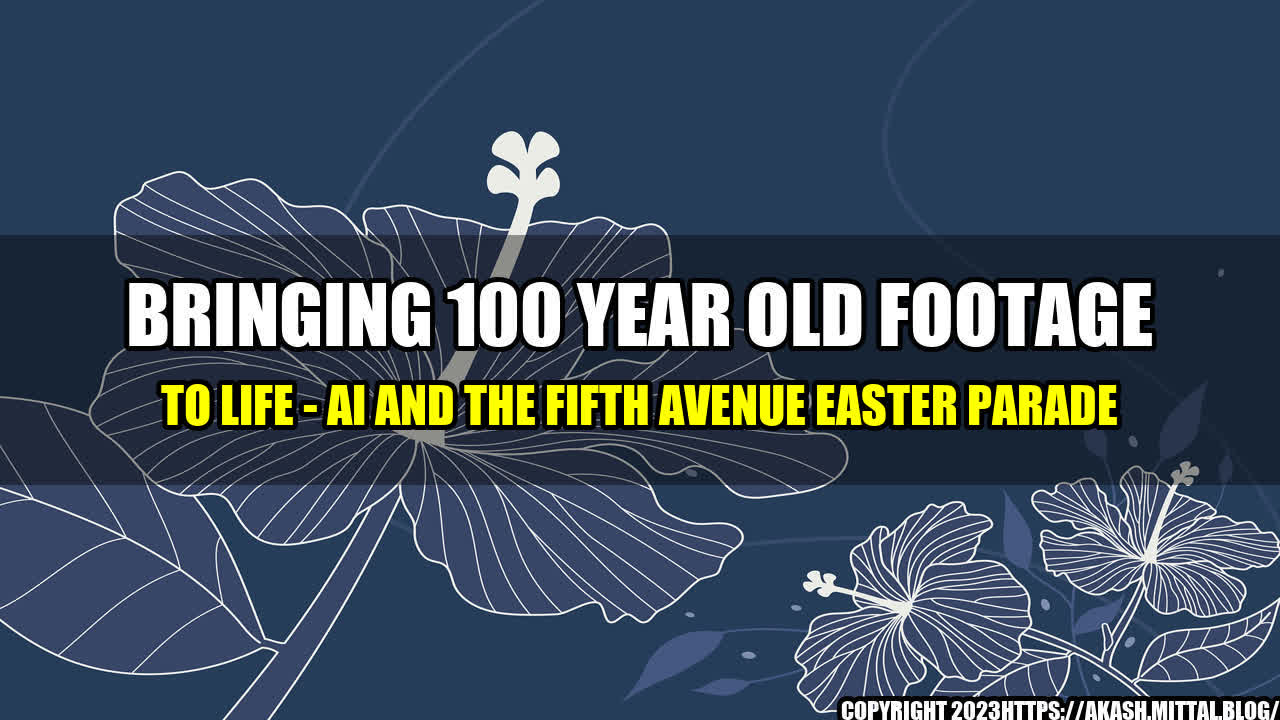 BRINGING 100 YEAR OLD FOOTAGE
TO LIFE - AI AND THE FIFTH AVENUE EASTER PARADE
COPYRIGHT 2023HTTPS://AKASH.MITTAL.BLOG/